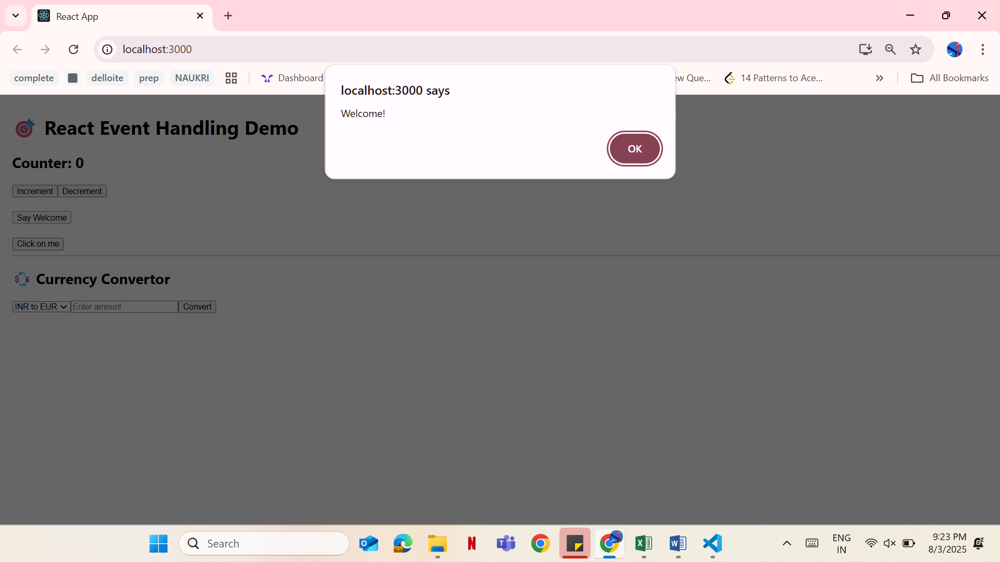 React App
localhost:3000
complete
delloite
prep
NAUKRI
Dashboard
ew Que...
14 Patterns to Ace...
All Bookmarks
localhost:3000 says
Welcome!
OK
React Event Handling Demo
Counter: 0
Increment
Decrement
Say Welcome
Click on me
Currency Convertor
INR to EUR
Enter amount
Convert
Search
ENG
IN
9:23 PM
8/3/2025